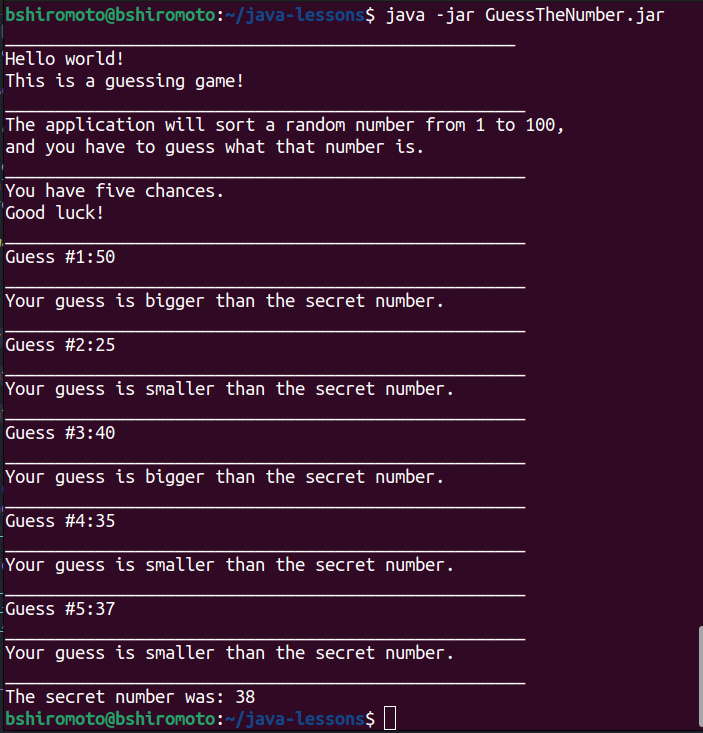 bshiromoto@bshiromoto:~/java-lessons$ java -jar GuessTheNumber.jar
___________________________________________________
Hello world!
This is a guessing game!
____________________________________________________
The application will sort a random number from 1 to 100,
and you have to guess what that number is.
____________________________________________________
You have five chances.
Good luck!
____________________________________________________
Guess #1:50
____________________________________________________
Your guess is bigger than the secret number.
____________________________________________________
Guess #2:25
____________________________________________________
Your guess is smaller than the secret number.
____________________________________________________
Guess #3:40
____________________________________________________
Your guess is bigger than the secret number.
____________________________________________________
Guess #4:35
____________________________________________________
Your guess is smaller than the secret number.
____________________________________________________
Guess #5:37
____________________________________________________
Your guess is smaller than the secret number.
____________________________________________________
The secret number was: 38
bshiromoto@bshiromoto:~/java-lessons$